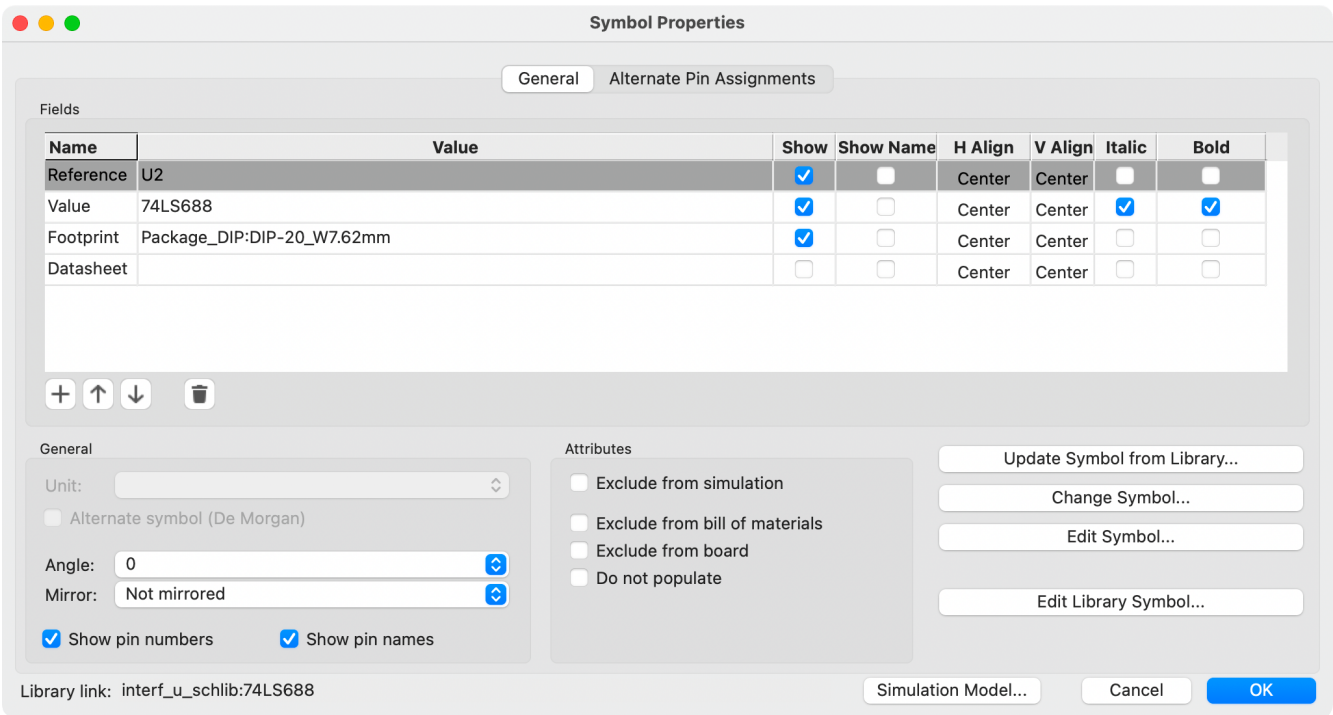 Symbol Properties
General Alternate Pin Assignments
Fields
Name Value Show Show Name H Align V Align Italic Bold
Reference U2 Center Center
Value 74LS688 Center Center
Footprint Package_DIP:DIP-20_W7.62mm Center Center
Datasheet Center Center
General
Unit:
Alternate symbol (De Morgan)
Angle: 0
Mirror: Not mirrored
Show pin numbers Show pin names
Attributes
Exclude from simulation
Exclude from bill of materials
Exclude from board
Do not populate
Update Symbol from Library...
Change Symbol...
Edit Symbol...
Edit Library Symbol...
Library link: interf_u_schlib:74LS688
Simulation Model... Cancel OK